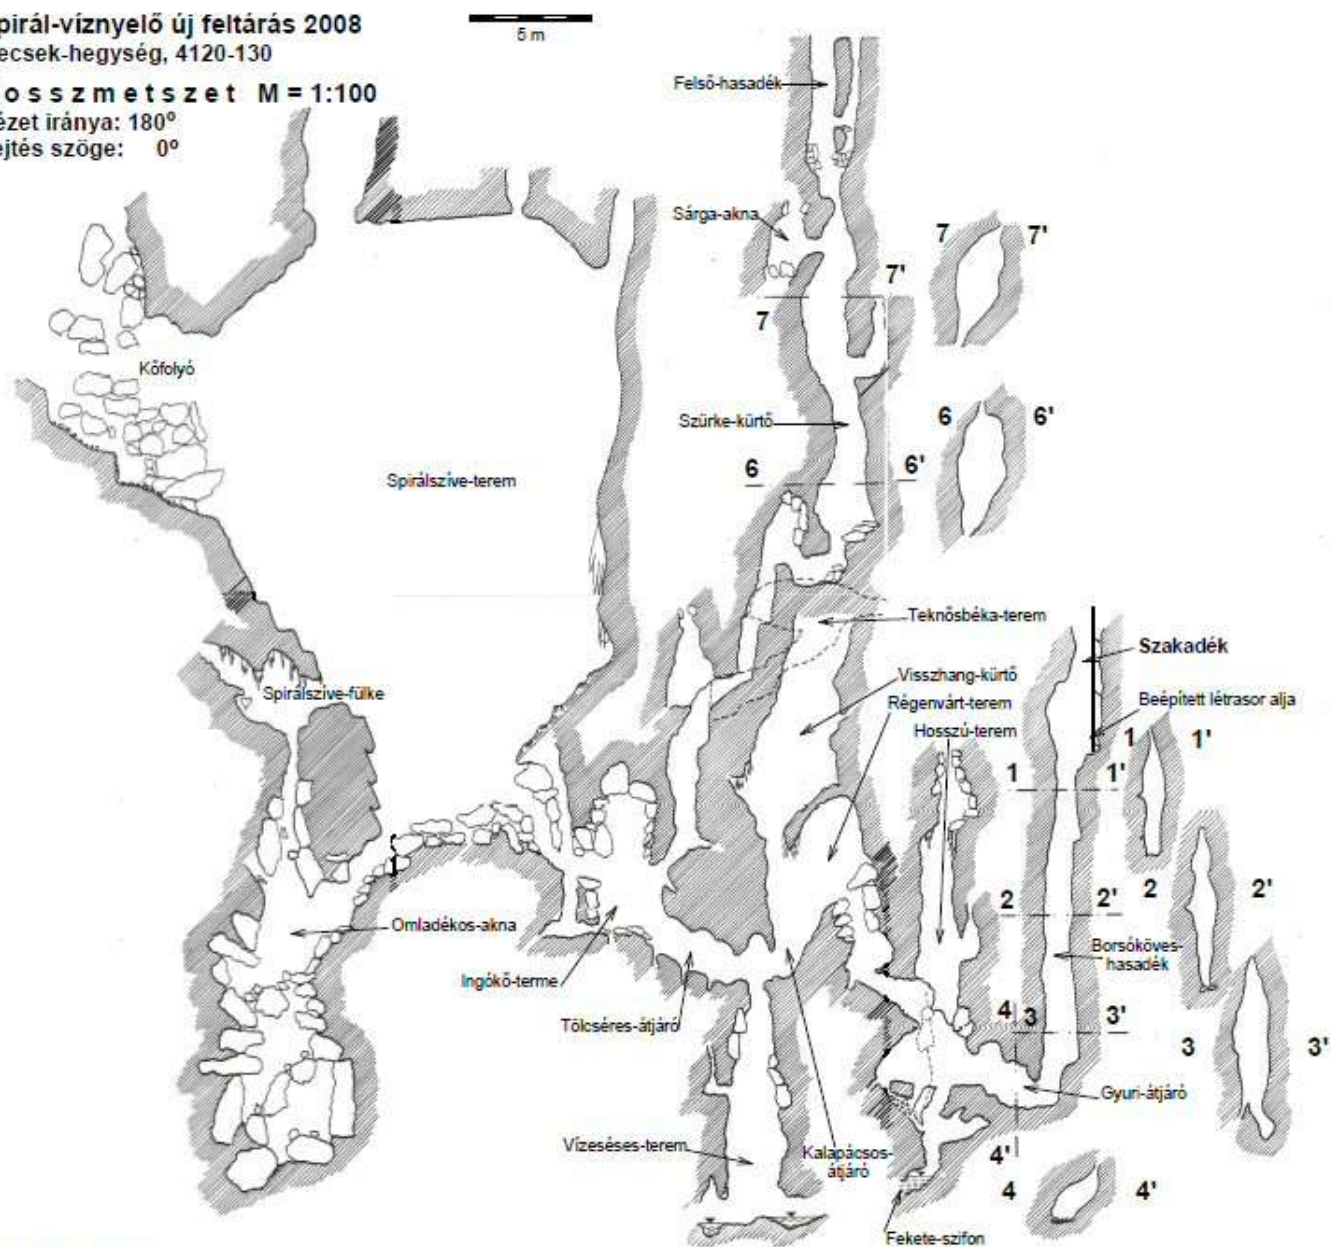 pirál-víznyelő új feltárás 2008
ecsek-hegység, 4120-130
o s s z m e t s z e t M = 1:100
ézet iránya: 180°
ejtés szöge: 0°
5 m
Felső-hasadék
Sárga-akna
7 7'
7'
7
Kőfolyó
Szürke-kürtő
6 6'
6 6'
Spirálszíve-terem
Teknősbéka-terem
Szakadék
Visszhang-kürtő
Spirálszíve-fülke
Régenvárt-terem
Beépített létrasor alja
Hosszú-terem
1 1'
1 1'
2 2'
2 2'
Omladékos-akna
Borsóköves-
hasadék
Ingókő-terme
4 3 3'
Tölcséres-átjáró
3 3'
Gyuri-átjáró
Vízeséses-terem
Kalapácsos-
átjáró
4'
4 4'
Fekete-szifon